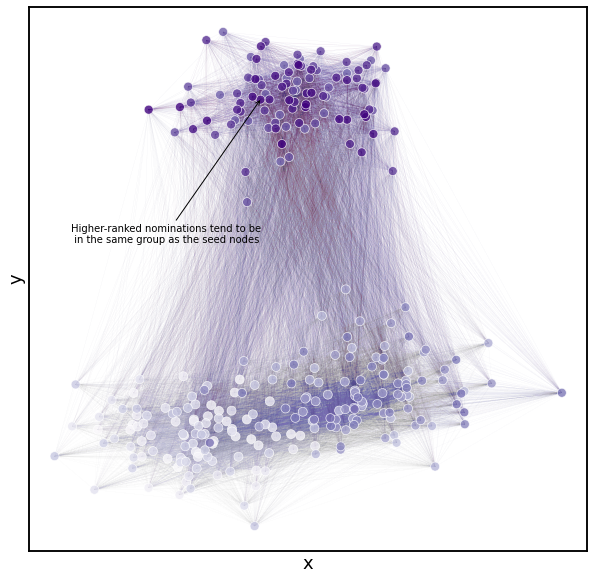 Higher-ranked nominations tend to be
in the same group as the seed nodes
y
x